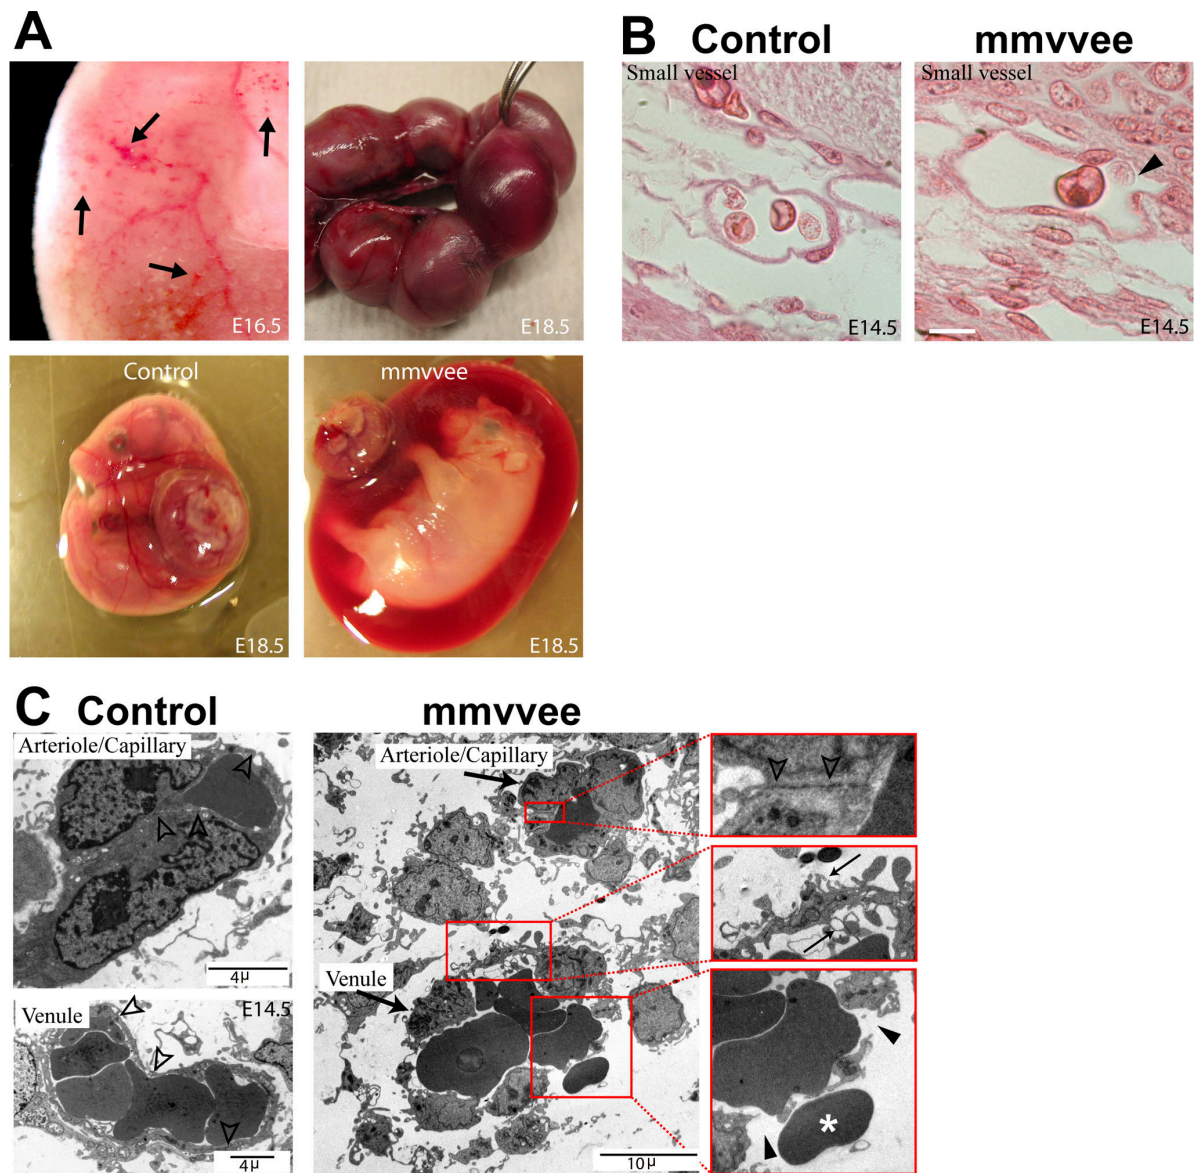 A
E16.5
E18.5
Control
E18.5
mmvvee
E18.5
B
Control
mmvvee
Small vessel
E14.5
Small vessel
E14.5
C
Control
mmvvee
Arteriole/Capillary
4µ
Venule
E14.5
4µ
Arteriole/Capillary
Venule
10µ
*